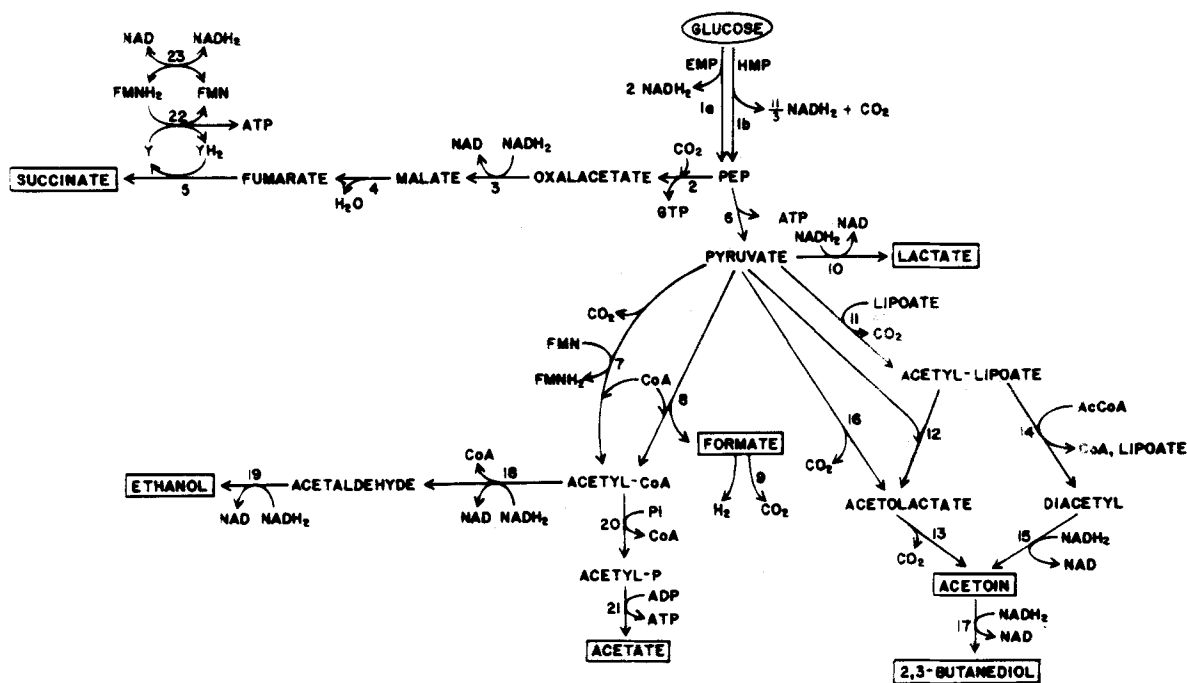 GLUCOSE
NAD NADH₂
23
FMNH₂ FMN
22
ATP
Y YH₂
EMP HMP
2 NADH₂
1a 1b
11/3 NADH₂ + CO₂
SUCCINATE
5
FUMARATE
4
H₂O
MALATE
NAD NADH₂
3
OXALACETATE
CO₂
2
GTP
PEP
6
ATP
PYRUVATE
NADH₂ NAD
10
LACTATE
CO₂
FMN
7
FMNH₂
CoA
8
LIPOATE
11
CO₂
ACETYL-LIPOATE
16
CO₂
12
14
AcCoA
CoA, LIPOATE
FORMATE
9
H₂ CO₂
ETHANOL
19
NAD NADH₂
ACETALDEHYDE
CoA
18
NAD NADH₂
ACETYL-CoA
20
Pi
CoA
ACETYL-P
21
ADP
ATP
ACETATE
ACETOLACTATE
13
CO₂
DIACETYL
15
NADH₂
NAD
ACETOIN
17
NADH₂
NAD
2,3-BUTANEDIOL